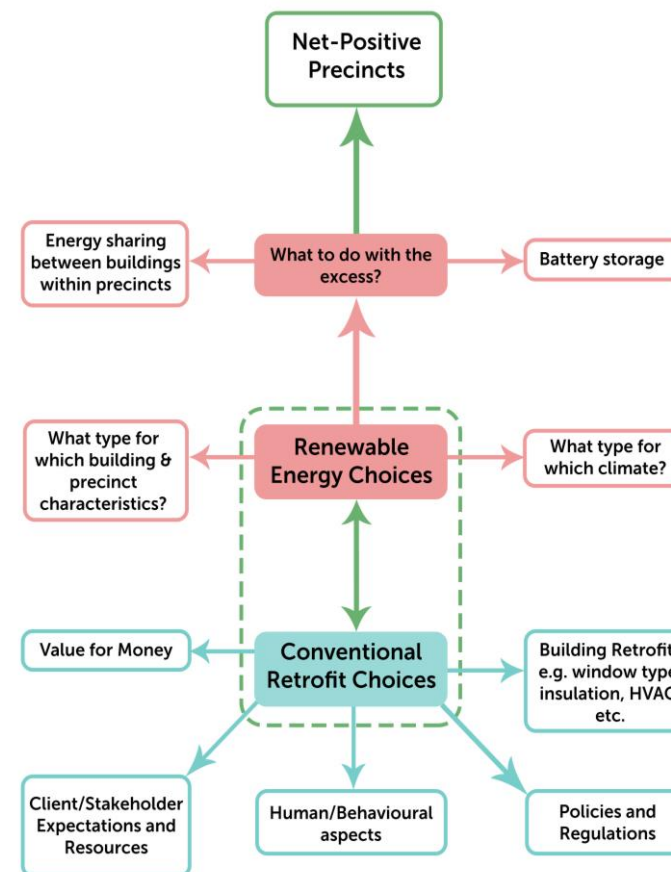 Net-Positive
Precincts
Energy sharing
between buildings
within precincts
What to do with the
excess?
Battery storage
What type for
which building &
precinct
characteristics?
Renewable
Energy Choices
What type for
which climate?
Value for Money
Conventional
Retrofit Choices
Building Retrofit
e.g. window type
insulation, HVAC
etc.
Client/Stakeholder
Expectations and
Resources
Human/Behavioural
aspects
Policies and
Regulations